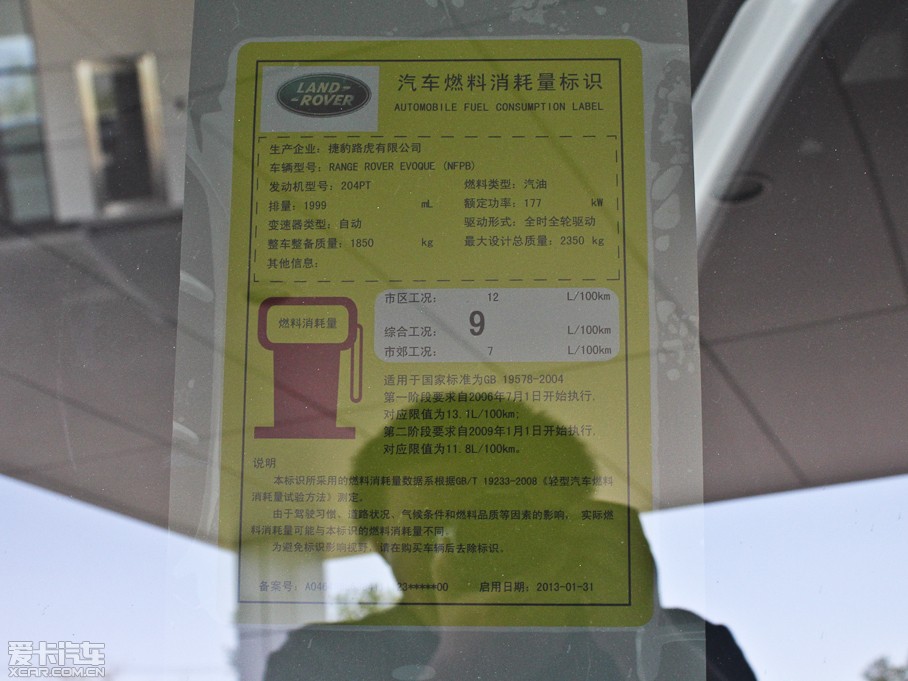 LAND-
-ROVER
汽车燃料消耗量标识
AUTOMOBILE FUEL CONSUMPTION LABEL
生产企业: 捷豹路虎有限公司
车辆型号: RANGE ROVER EVOQUE (NFPB)
发动机型号: 204PT 燃料类型: 汽油
排量: 1999 mL 额定功率: 177 kW
变速器类型: 自动 驱动形式: 全时全轮驱动
整车整备质量: 1850 kg 最大设计总质量: 2350 kg
其他信息:
燃料消耗量
市区工况: 12 L/100km
综合工况: 9 L/100km
市郊工况: 7 L/100km
适用于国家标准为GB 19578-2004
第一阶段要求自2006年7月1日开始执行,
对应限值为13.1L/100km;
第二阶段要求自2009年1月1日开始执行,
对应限值为11.8L/100km。
说明
本标识所采用的燃料消耗量数据系根据GB/T 19233-2008《轻型汽车燃料
消耗量试验方法》测定。
由于驾驶习惯、道路状况、气候条件和燃料品质等因素的影响, 实际燃
料消耗量可能与本标识的燃料消耗量不同。
为避免标识影响视野, 请在购买车辆后去除标识。
备案号: A046 23*****00 启用日期: 2013-01-31
爱卡汽车
XCAR.COM.CN